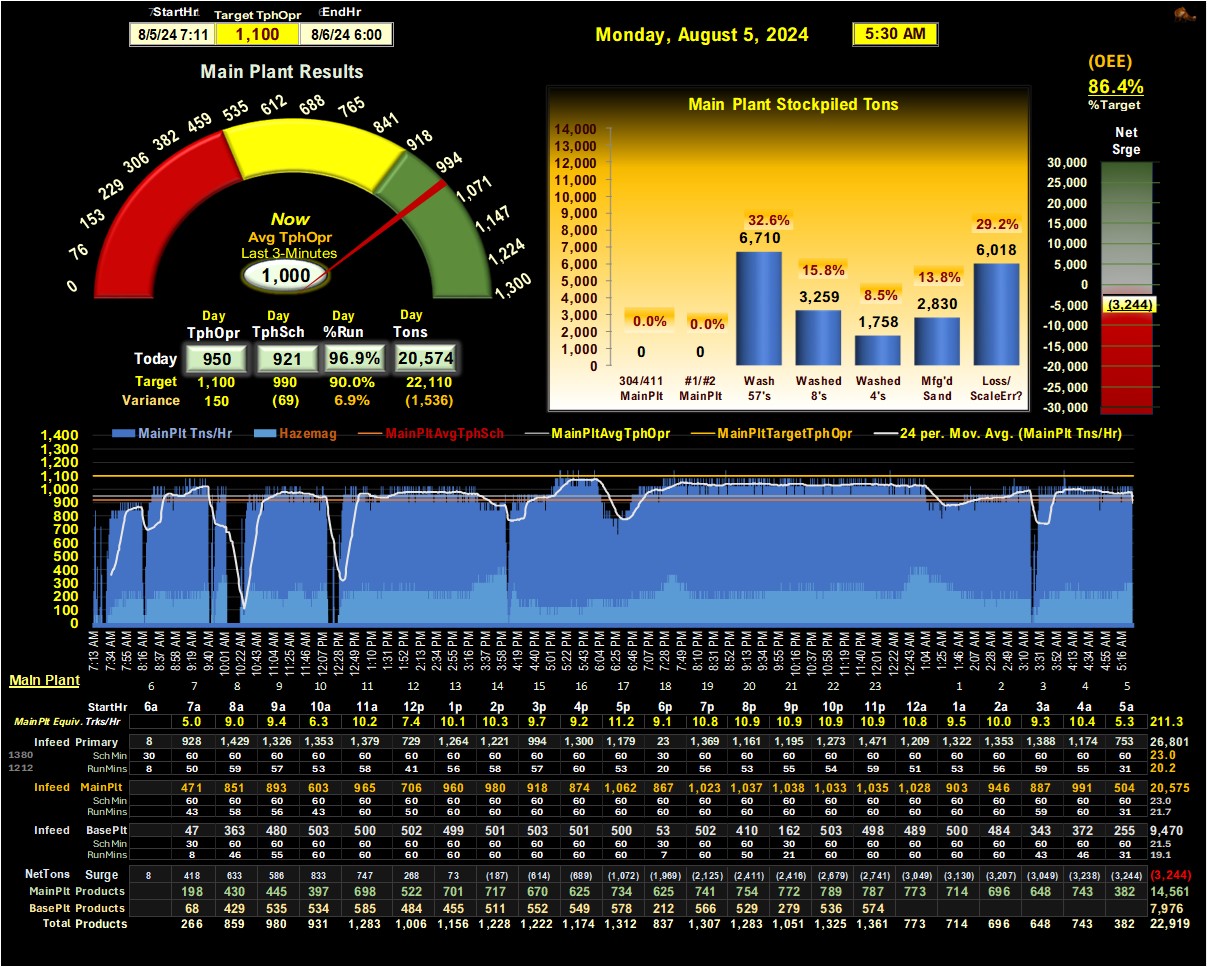 StartHr Target TphOpr EndHr
8/5/24 7:11 1,100 8/6/24 6:00
Monday, August 5, 2024 5:30 AM
(OEE)
86.4%
%Target
Main Plant Results
0 76 153 229 306 382 459 535 612 688 765 841 918 994 1,071 1,147 1,224 1,300
Now
Avg TphOpr
Last 3-Minutes
1,000
Day Day Day Day
TphOpr TphSch %Run Tons
Today 950 921 96.9% 20,574
Target 1,100 990 90.0% 22,110
Variance 150 (69) 6.9% (1,536)
Main Plant Stockpiled Tons
14,000
13,000
12,000
11,000
10,000
9,000
8,000
7,000
6,000
5,000
4,000
3,000
2,000
1,000
0
0.0% 0.0% 32.6% 15.8% 8.5% 13.8% 29.2%
0 0 6,710 3,259 1,758 2,830 6,018
304/411 #1/#2 Wash Washed Washed Mfg'd Loss/
MainPlt MainPlt 57's 8's 4's Sand ScaleErr?
Net
Srge
30,000
25,000
20,000
15,000
10,000
5,000
0
-5,000
-10,000
-15,000
-20,000
-25,000
-30,000
(3,244)
MainPlt Tns/Hr Hazemag MainPltAvgTphSch MainPltAvgTphOpr MainPltTargetTphOpr 24 per. Mov. Avg. (MainPlt Tns/Hr)
1,400
1,300
1,200
1,100
1,000
900
800
700
600
500
400
300
200
100
0
7:13 AM 7:34 AM 7:55 AM 8:16 AM 8:37 AM 8:58 AM 9:19 AM 9:40 AM 10:01 AM 10:22 AM 10:43 AM 11:04 AM 11:25 AM 11:46 AM 12:07 PM 12:28 PM 12:49 PM 1:10 PM 1:31 PM 1:52 PM 2:13 PM 2:34 PM 2:55 PM 3:16 PM 3:37 PM 3:58 PM 4:19 PM 4:40 PM 5:01 PM 5:22 PM 5:43 PM 6:04 PM 6:25 PM 6:46 PM 7:07 PM 7:28 PM 7:49 PM 8:10 PM 8:31 PM 8:52 PM 9:13 PM 9:34 PM 9:55 PM 10:16 PM 10:37 PM 10:59 PM 11:19 PM 11:40 PM 12:01 AM 12:22 AM 12:43 AM 1:04 AM 1:25 AM 1:46 AM 2:07 AM 2:28 AM 2:49 AM 3:10 AM 3:31 AM 3:52 AM 4:13 AM 4:34 AM 4:55 AM 5:16 AM
Main Plant
6 7 8 9 10 11 12 13 14 15 16 17 18 19 20 21 22 23 1 2 3 4 5
StartHr 6a 7a 8a 9a 10a 11a 12p 1p 2p 3p 4p 5p 6p 7p 8p 9p 10p 11p 12a 1a 2a 3a 4a 5a
MainPlt Equiv. Trks/Hr 5.0 9.0 9.4 6.3 10.2 7.4 10.1 10.3 9.7 9.2 11.2 9.1 10.8 10.9 10.9 10.9 10.9 10.8 9.5 10.0 9.3 10.4 5.3 211.3
Infeed Primary 8 928 1,429 1,326 1,353 1,379 729 1,264 1,221 994 1,300 1,179 23 1,369 1,161 1,195 1,273 1,471 1,209 1,322 1,353 1,388 1,174 753 26,801
1380 Sch Min 30 60 60 60 60 60 60 60 60 60 60 60 30 60 60 60 60 60 60 60 60 60 60 60 23.0
1212 RunMins 8 50 59 57 53 58 41 56 58 57 60 53 20 56 53 55 54 59 51 53 56 59 55 31 20.2
Infeed MainPlt 471 851 893 603 965 706 960 980 918 874 1,062 867 1,023 1,037 1,038 1,033 1,035 1,028 903 946 887 991 504 20,575
Sch Min 60 60 60 60 60 60 60 60 60 60 60 60 60 60 60 60 60 60 60 60 60 60 60 23.0
RunMins 43 58 56 43 60 50 60 60 60 60 60 60 60 60 60 60 60 60 60 60 59 60 31 21.7
Infeed BasePlt 47 363 480 503 500 502 499 501 503 501 500 53 502 410 162 503 498 489 500 484 343 372 255 9,470
Sch Min 30 60 60 60 60 60 60 60 60 60 60 30 60 60 30 60 60 60 60 60 60 60 60 21.5
RunMins 8 46 55 60 60 60 60 60 60 60 60 7 60 50 21 60 60 60 60 60 43 46 31 19.1
NetTons Surge 8 418 633 586 833 747 268 73 (187) (614) (689) (1,072) (1,969) (2,125) (2,411) (2,416) (2,679) (2,741) (3,049) (3,130) (3,207) (3,049) (3,238) (3,244) (3,244)
MainPlt Products 198 430 445 397 698 522 701 717 670 625 734 625 741 754 772 789 787 773 714 696 648 743 382 14,561
BasePlt Products 68 429 535 534 585 484 455 511 552 549 578 212 566 529 279 536 574 7,976
Total Products 266 859 980 931 1,283 1,006 1,156 1,228 1,222 1,174 1,312 837 1,307 1,283 1,051 1,325 1,361 773 714 696 648 743 382 22,919